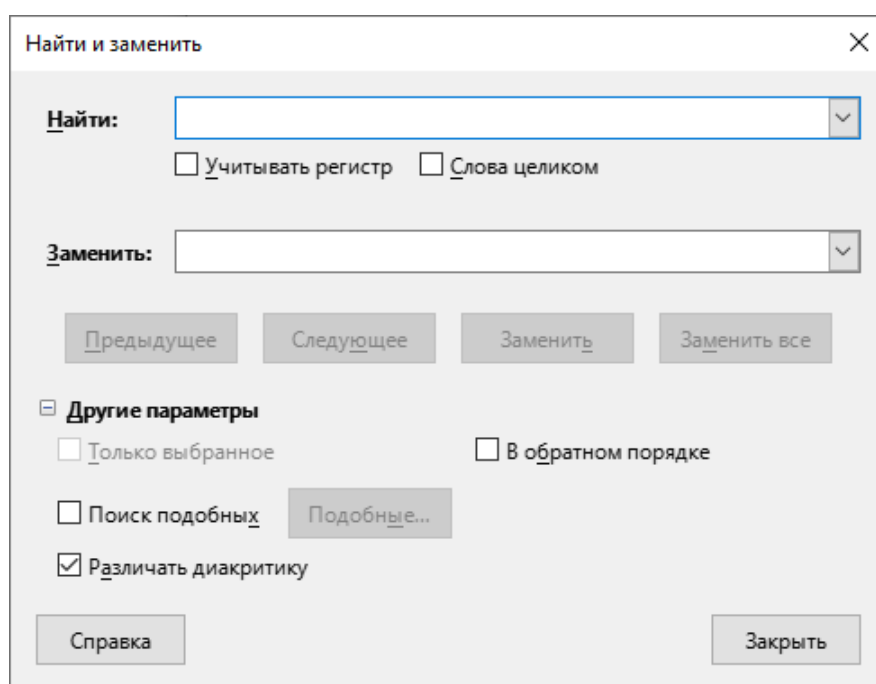 Найти и заменить
Найти:
Учитывать регистр Слова целиком
Заменить:
Предыдущее Следующее Заменить Заменить все
Другие параметры
Только выбранное В обратном порядке
Поиск подобных Подобные...
Различать диакритику
Справка Закрыть